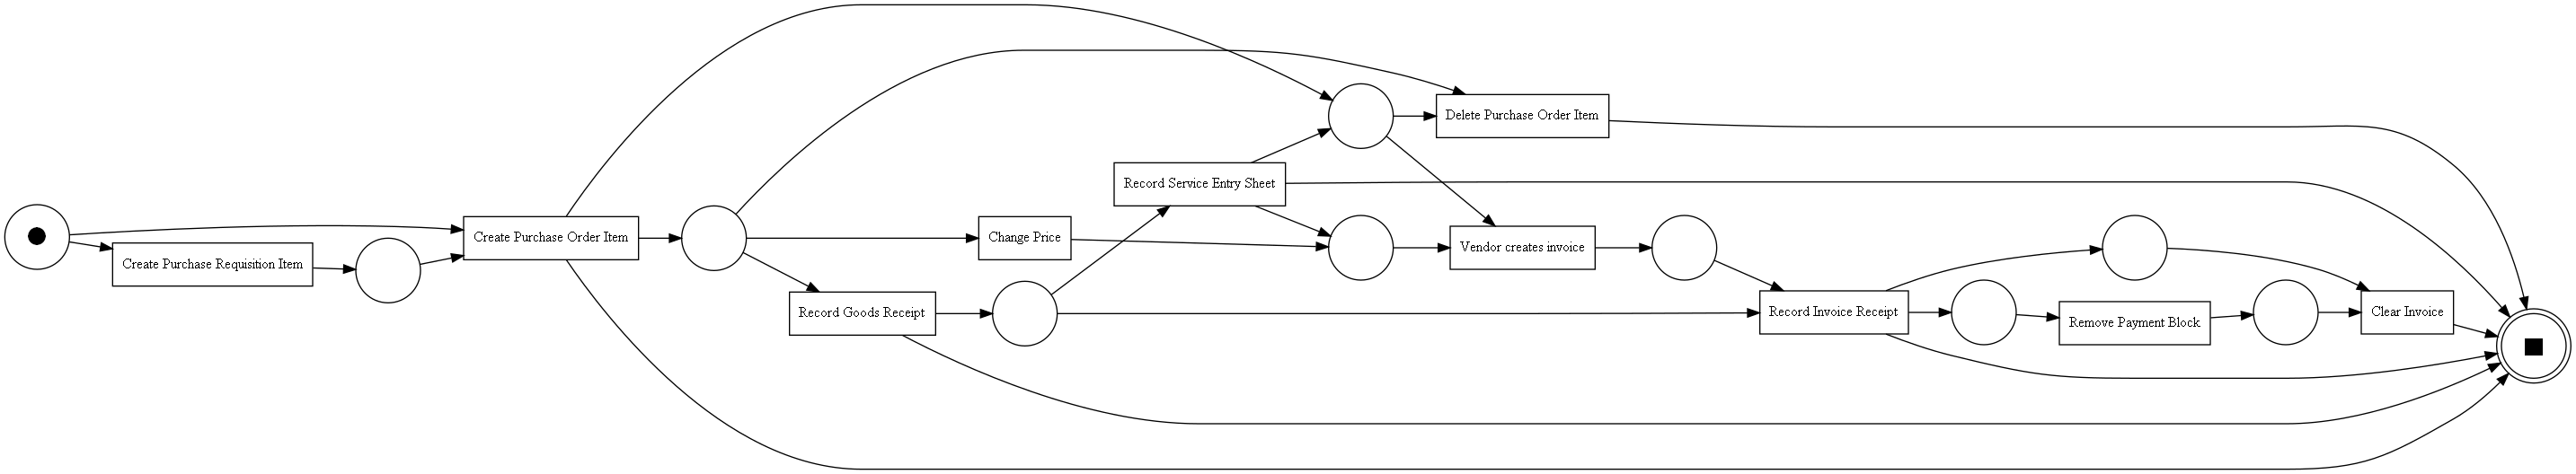 Create Purchase Requisition Item
Create Purchase Order Item
Record Goods Receipt
Change Price
Record Service Entry Sheet
Delete Purchase Order Item
Vendor creates invoice
Record Invoice Receipt
Remove Payment Block
Clear Invoice